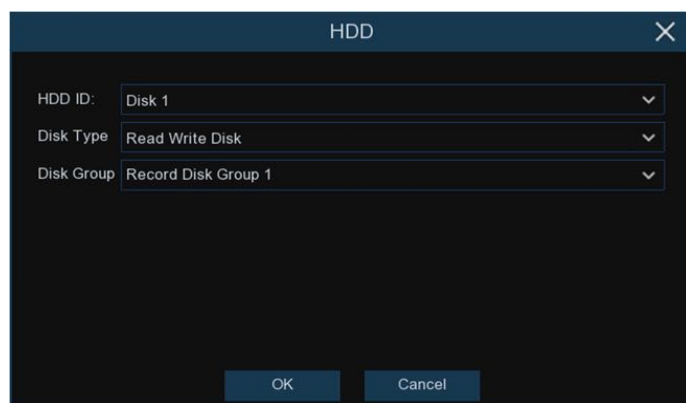 HDD
HDD ID: Disk 1
Disk Type Read Write Disk
Disk Group Record Disk Group 1
OK Cancel